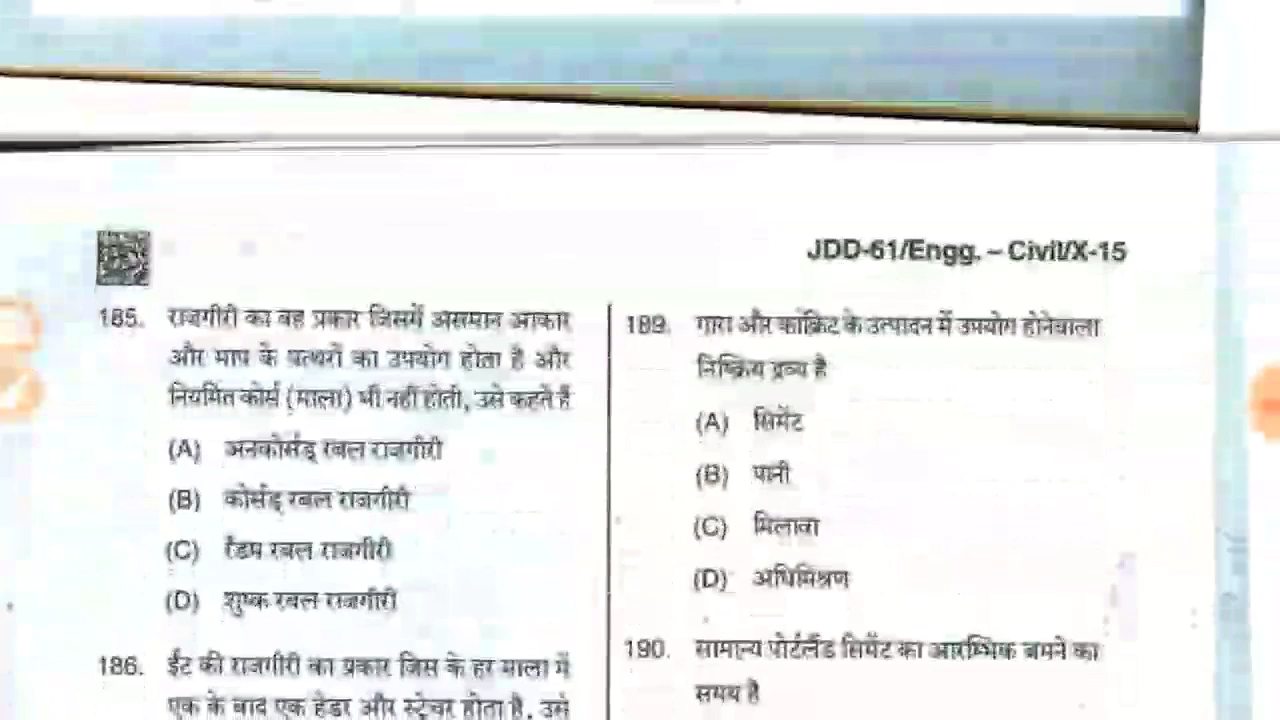 JDD-61/Engg. – Civil/X-15
185. राजगीरी का वह प्रकार जिसमें असमान आकार
और माप के पत्थरों का उपयोग होता है और
नियमित कोर्स (माला) भी नहीं होती, उसे कहते हैं
(A) अनकोर्सड् रबल राजगीरी
(B) कोर्सड् रबल राजगीरी
(C) रँडम रबल राजगीरी
(D) शुष्क रबल राजगीरी
186. ईंट की राजगीरी का प्रकार जिस के हर माला में
एक के बाद एक हेडर और स्ट्रेचर होता है, उसे
189. गारा और कांक्रिट के उत्पादन में उपयोग होनेवाला
निष्क्रिय द्रव्य है
(A) सिमेंट
(B) पानी
(C) मिलावा
(D) अधिमिश्रण
190. सामान्य पोर्टलैंड सिमेंट का आरम्भिक जमने का
समय है